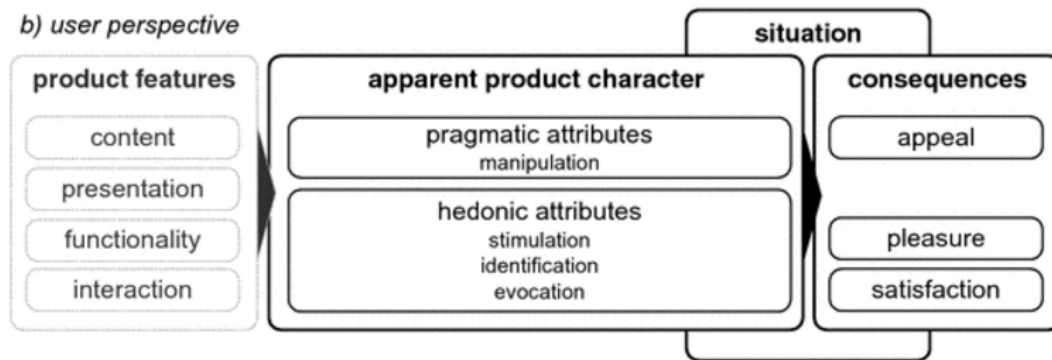 b) user perspective
situation
product features
content
presentation
functionality
interaction
apparent product character
pragmatic attributes
manipulation
hedonic attributes
stimulation
identification
evocation
consequences
appeal
pleasure
satisfaction